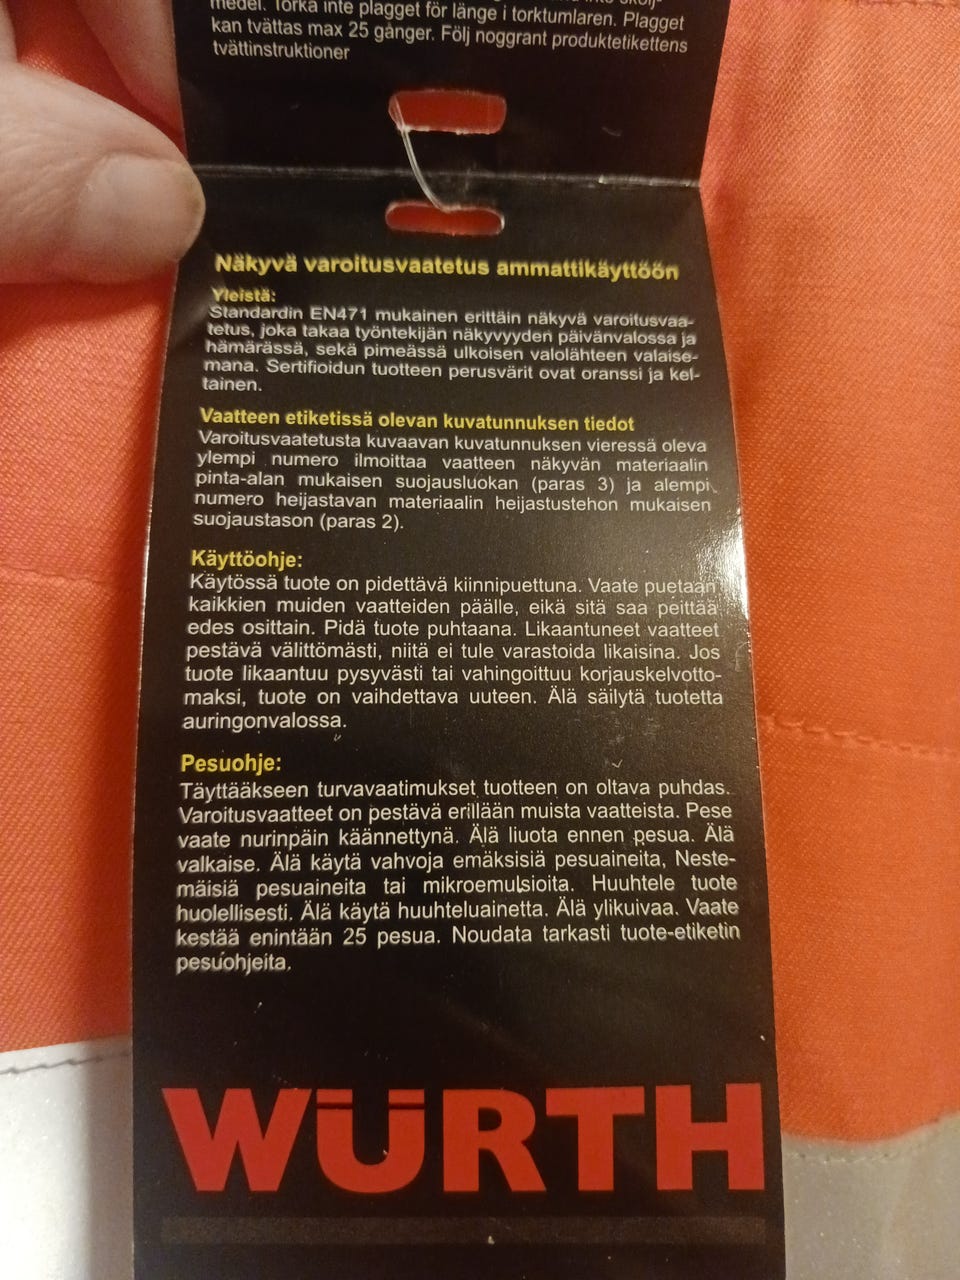 medel. Torka inte plagget för länge i torktumlaren. Plagget
kan tvättas max 25 gånger. Följ noggrant produktetikettens
tvättinstruktioner
Näkyvä varoitusvaatetus ammattikäyttöön
Yleistä:
Standardin EN471 mukainen erittäin näkyvä varoitusvaa-
tetus, joka takaa työntekijän näkyvyyden päivänvalossa ja
hämärässä, sekä pimeässä ulkoisen valolähteen valaise-
mana. Sertifioidun tuotteen perusvärit ovat oranssi ja kel-
tainen.
Vaatteen etiketissä olevan kuvatunnuksen tiedot
Varoitusvaatetusta kuvaavan kuvatunnuksen vieressä oleva
ylempi numero ilmoittaa vaatteen näkyvän materiaalin
pinta-alan mukaisen suojausluokan (paras 3) ja alempi
numero heijastavan materiaalin heijastustehon mukaisen
suojaustason (paras 2).
Käyttöohje:
Käytössä tuote on pidettävä kiinnipuettuna. Vaate puetaan
kaikkien muiden vaatteiden päälle, eikä sitä saa peittää
edes osittain. Pidä tuote puhtaana. Likaantuneet vaatteet
pestävä välittömästi, niitä ei tule varastoida likaisina. Jos
tuote likaantuu pysyvästi tai vahingoittuu korjauskelvotto-
maksi, tuote on vaihdettava uuteen. Älä säilytä tuotetta
auringonvalossa.
Pesuohje:
Täyttääkseen turvavaatimukset tuotteen on oltava puhdas.
Varoitusvaatteet on pestävä erillään muista vaatteista. Pese
vaate nurinpäin käännettynä. Älä liuota ennen pesua. Älä
valkaise. Älä käytä vahvoja emäksisiä pesuaineita, Neste-
mäisiä pesuaineita tai mikroemulsioita. Huuhtele tuote
huolellisesti. Älä käytä huuhteluainetta. Älä ylikuivaa. Vaate
kestää enintään 25 pesua. Noudata tarkasti tuote-etiketin
pesuohjeita.
WÜRTH